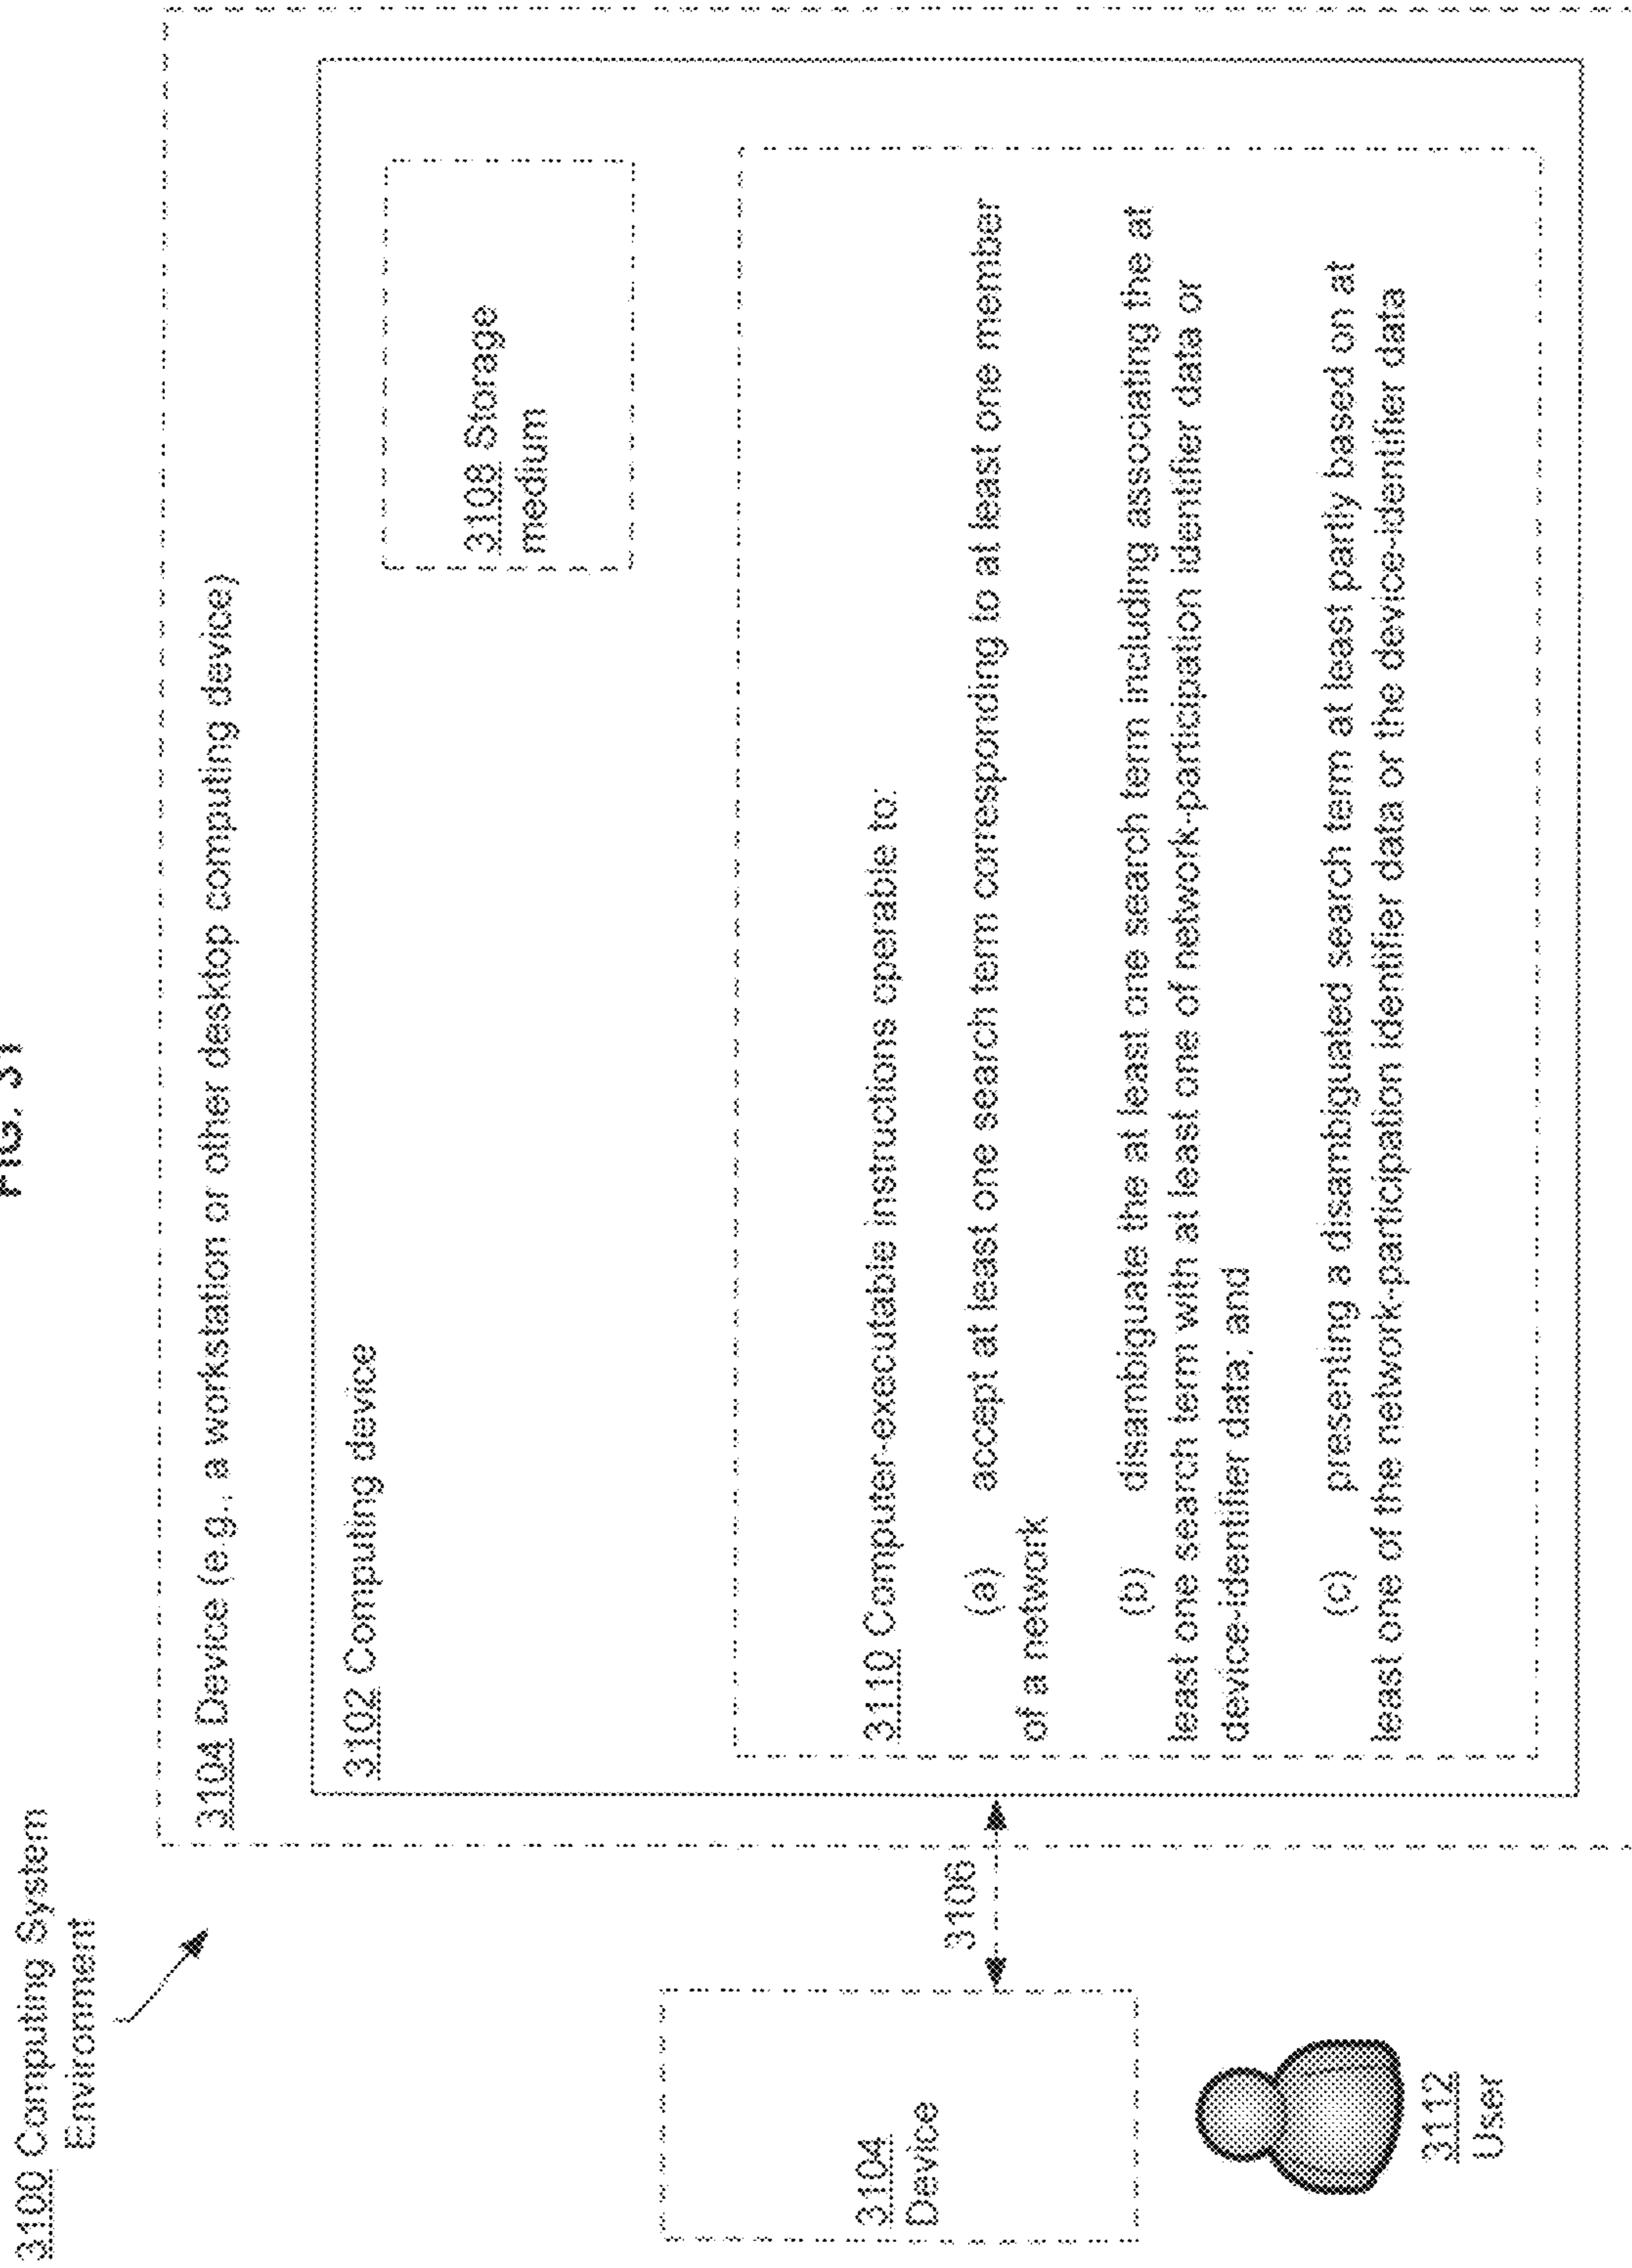 FIG. 31
3100 Computing System
Environment
3104 Device (e.g., a workstation or other desktop computing device)
3102 Computing device
3108 Storage
medium
3110 Computer-executable instructions operable to:
(a) accept at least one search term corresponding to at least one member
of a network
(b) disambiguate the at least one search term including associating the at
least one search term with at least one of network-participation identifier data or
device-identifier data; and
(c) presenting a disambiguated search term at least partly based on at
least one of the network-participation identifier data or the device-identifier data
3106
3104
Device
3112
User